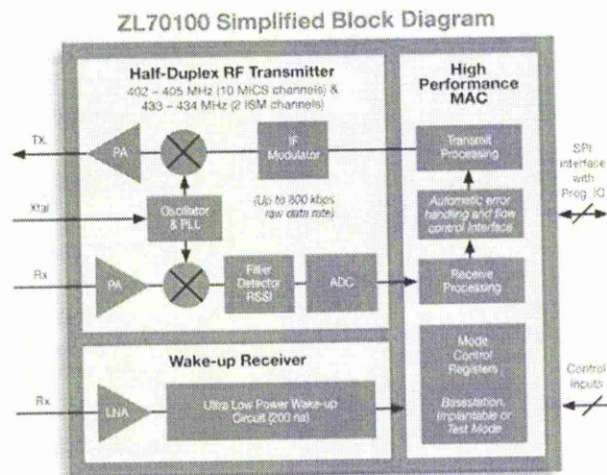 ZL70100 Simplified Block Diagram
Half-Duplex RF Transmitter
402 – 405 MHz (10 MICS channels) &
433 – 434 MHz (2 ISM channels)
High
Performance
MAC
TX
PA
IF
Modulator
Transmit
Processing
SPI
interface
with
Prog. IO
Xtal
Oscillator
& PLL
(Up to 800 kbps
raw data rate)
Automatic error
handling and flow
control interface
Rx
PA
Filter
Detector
RSSI
ADC
Receive
Processing
Wake-up Receiver
Mode
Control
Registers
Basestation,
Implantable or
Test Mode
Rx
LNA
Ultra Low Power Wake-up
Circuit (200 na)
Control
Inputs